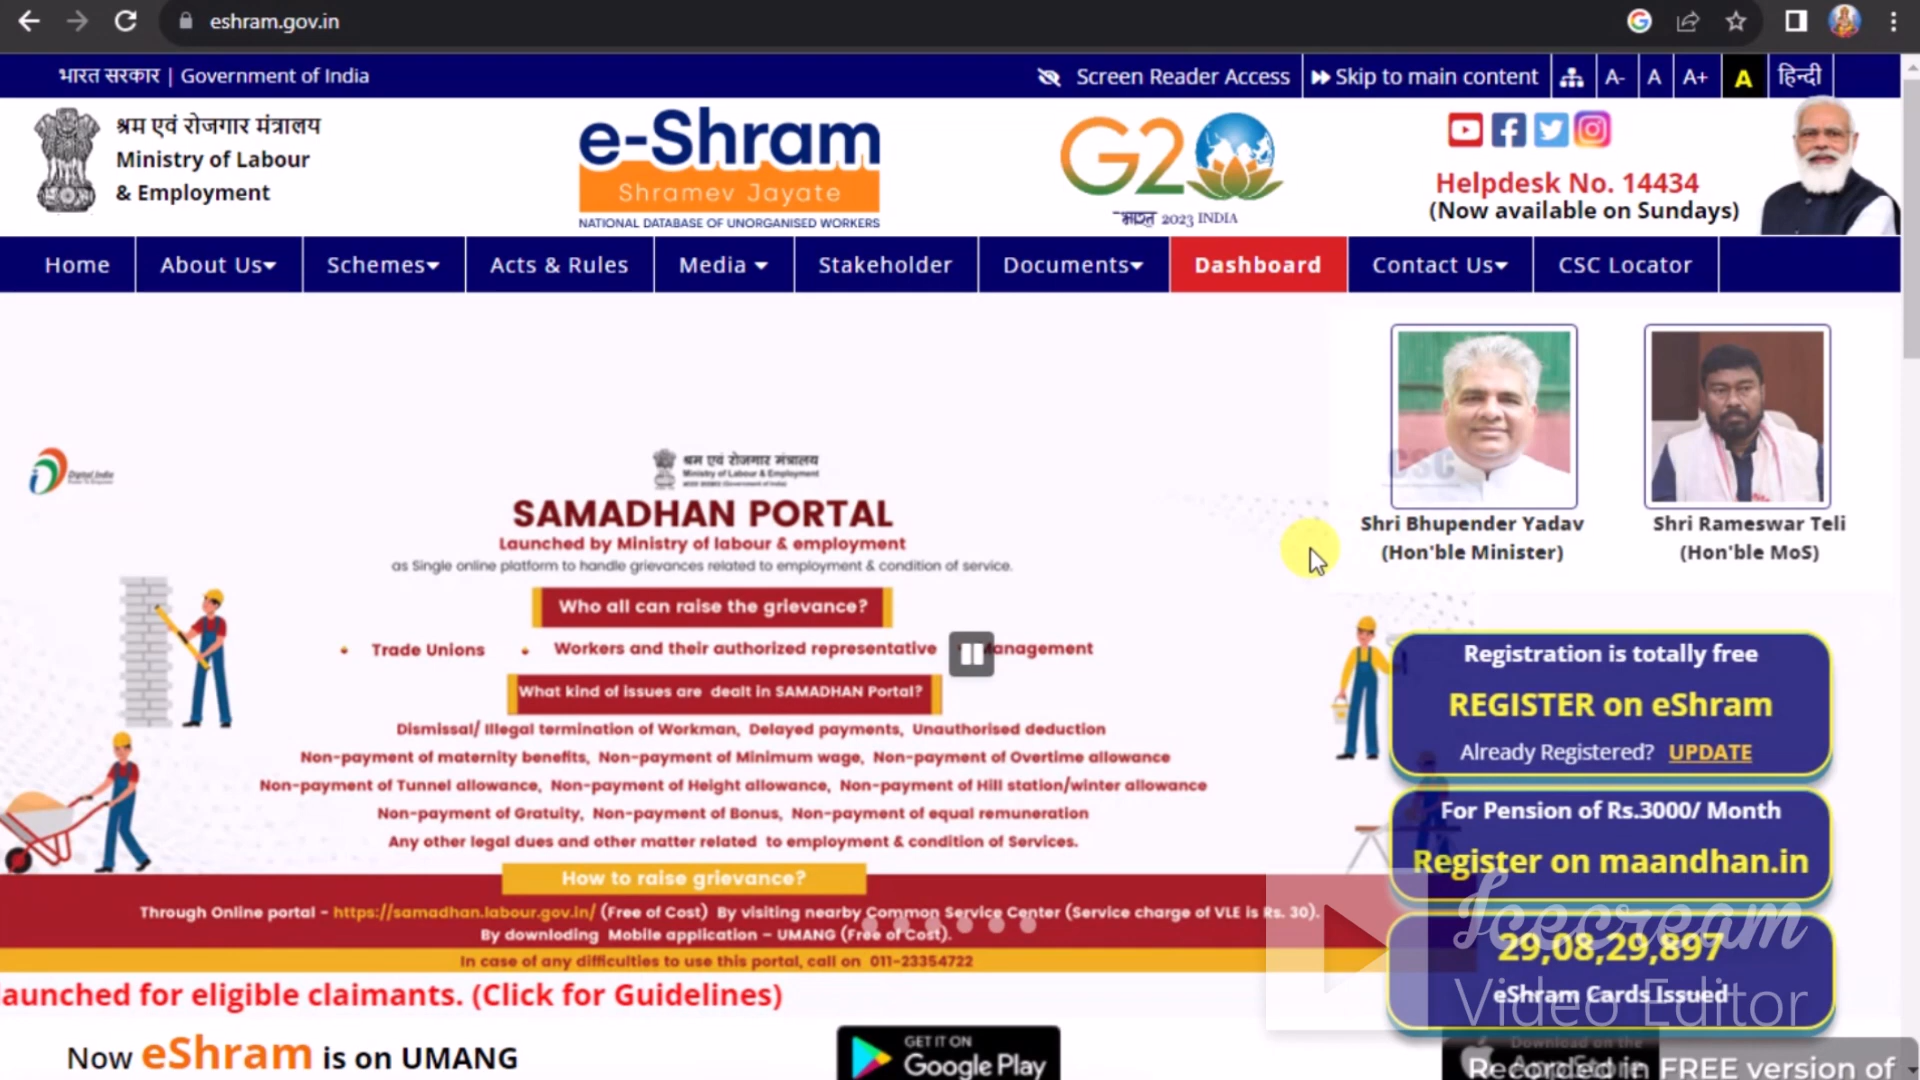 eshram.gov.in
भारत सरकार | Government of India
Screen Reader Access
Skip to main content
A- A A+ A हिन्दी
श्रम एवं रोजगार मंत्रालय
Ministry of Labour
& Employment
e-Shram
Shramev Jayate
NATIONAL DATABASE OF UNORGANISED WORKERS
G20
भारत 2023 INDIA
Helpdesk No. 14434
(Now available on Sundays)
Home About Us Schemes Acts & Rules Media Stakeholder Documents Dashboard Contact Us CSC Locator
Digital India
श्रम एवं रोजगार मंत्रालय
Ministry of Labour & Employment
SAMADHAN PORTAL
Launched by Ministry of labour & employment
as Single online platform to handle grievances related to employment & condition of service.
Who all can raise the grievance?
• Trade Unions • Workers and their authorized representative anagement
What kind of issues are dealt in SAMADHAN Portal?
Dismissal/ Illegal termination of Workman, Delayed payments, Unauthorised deduction
Non-payment of maternity benefits, Non-payment of Minimum wage, Non-payment of Overtime allowance
Non-payment of Tunnel allowance, Non-payment of Height allowance, Non-payment of Hill station/winter allowance
Non-payment of Gratuity, Non-payment of Bonus, Non-payment of equal remuneration
Any other legal dues and other matter related to employment & condition of Services.
How to raise grievance?
Through Online portal - https://samadhan.labour.gov.in/ (Free of Cost) By visiting nearby Common Service Center (Service charge of VLE is Rs. 30).
By downloding Mobile application - UMANG (Free of Cost).
In case of any difficulties to use this portal, call on 011-23354722
CSC
Shri Bhupender Yadav
(Hon'ble Minister)
Shri Rameswar Teli
(Hon'ble MoS)
Registration is totally free
REGISTER on eShram
Already Registered? UPDATE
For Pension of Rs.3000/ Month
Register on maandhan.in
29,08,29,897
eShram Cards Issued
Icecream
Video Editor
aunched for eligible claimants. (Click for Guidelines)
Now eShram is on UMANG
GET IT ON
Google Play
Download on the
App Store
Recorded in FREE version of